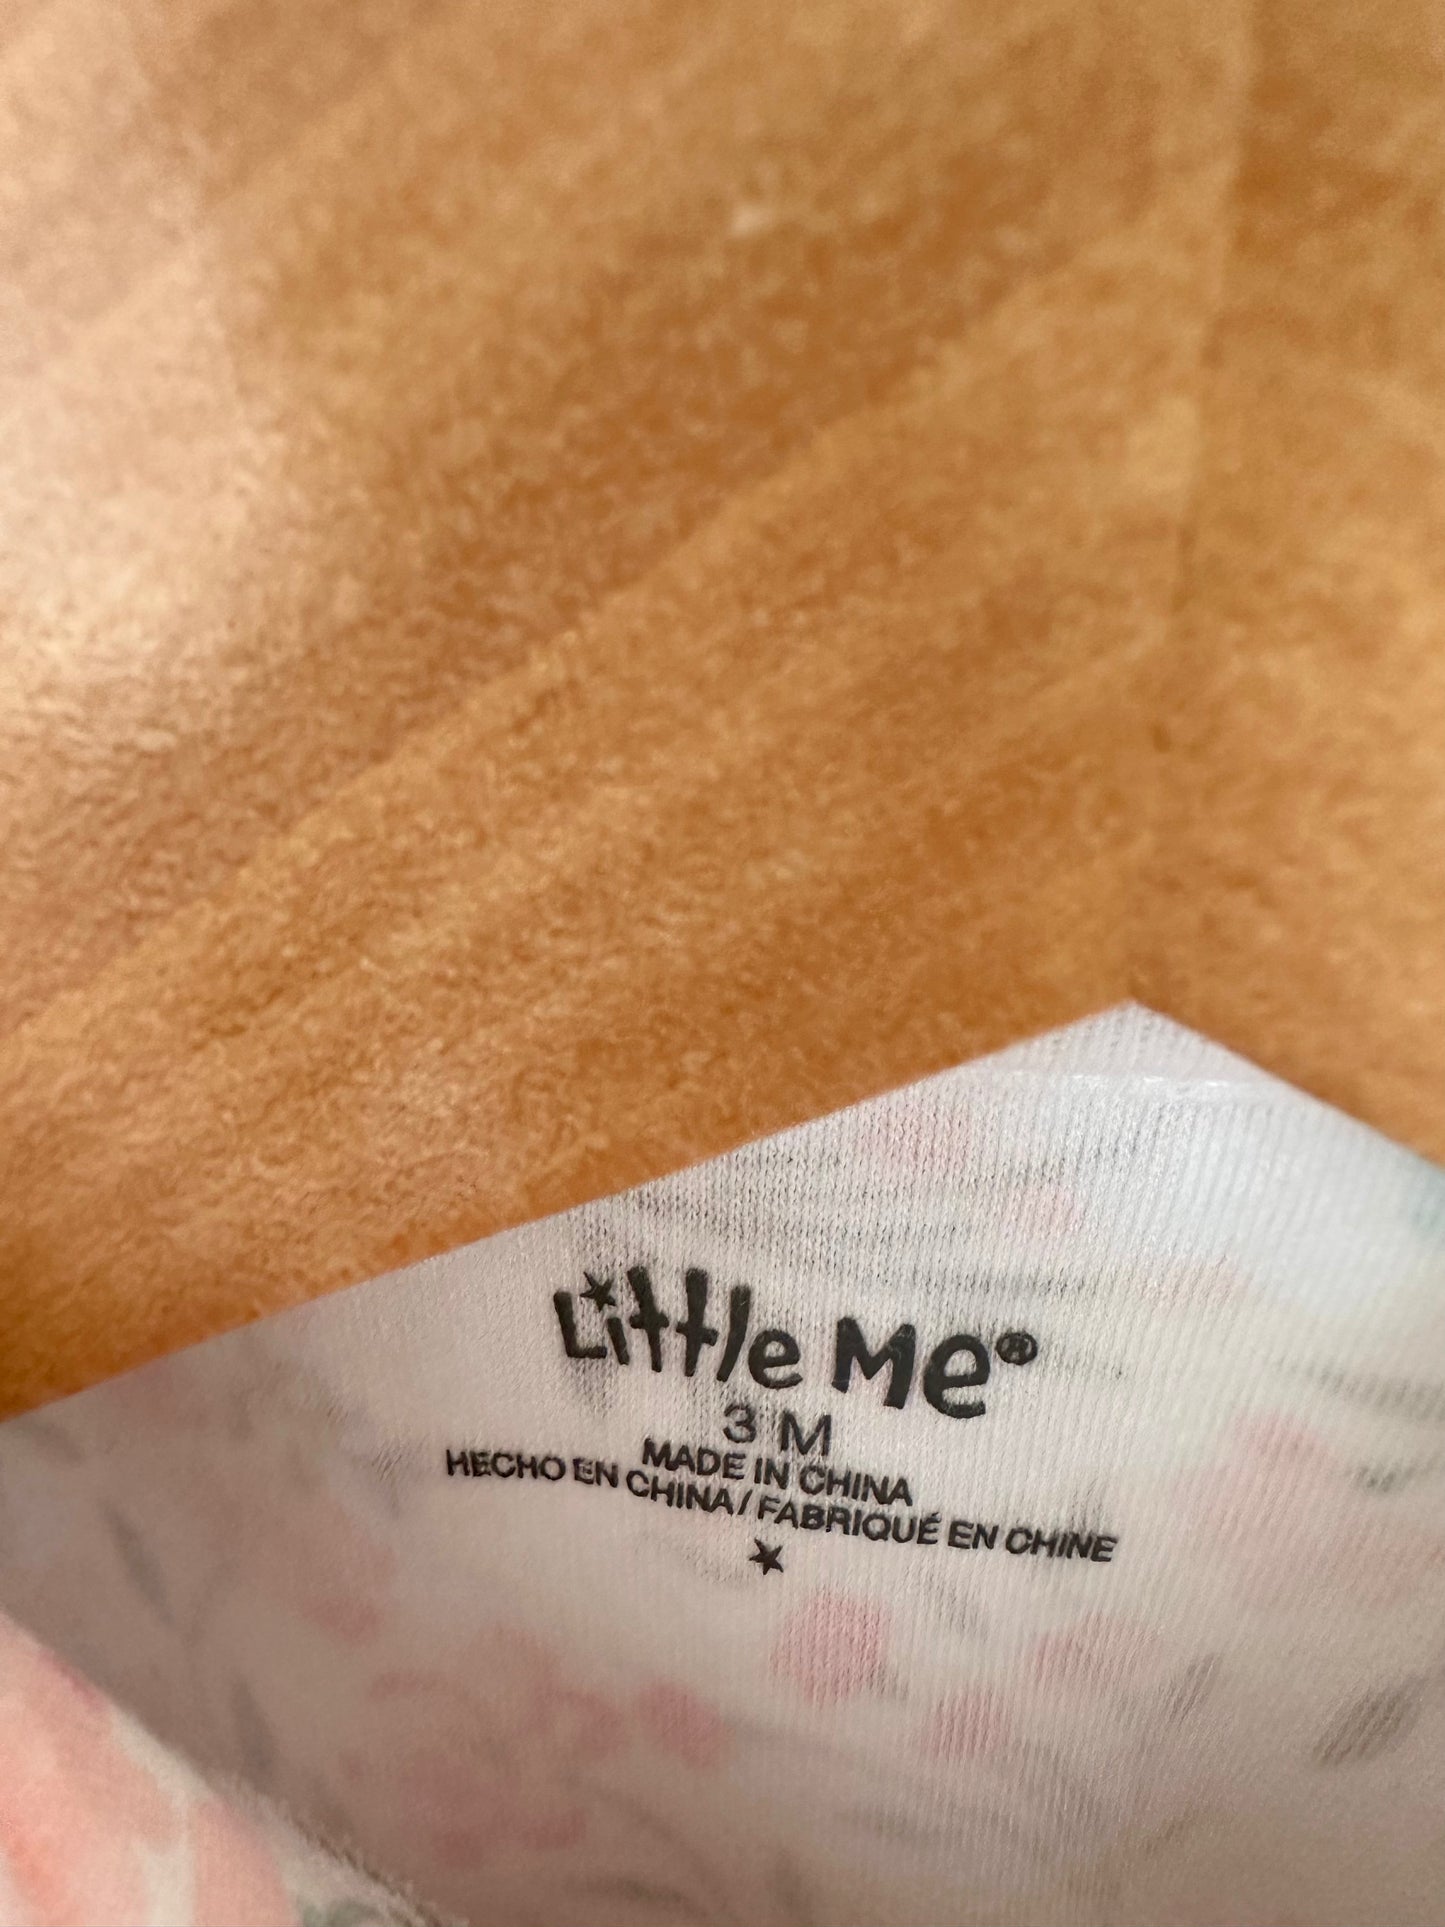 Little Me®
3 M
MADE IN CHINA
HECHO EN CHINA / FABRIQUÉ EN CHINE